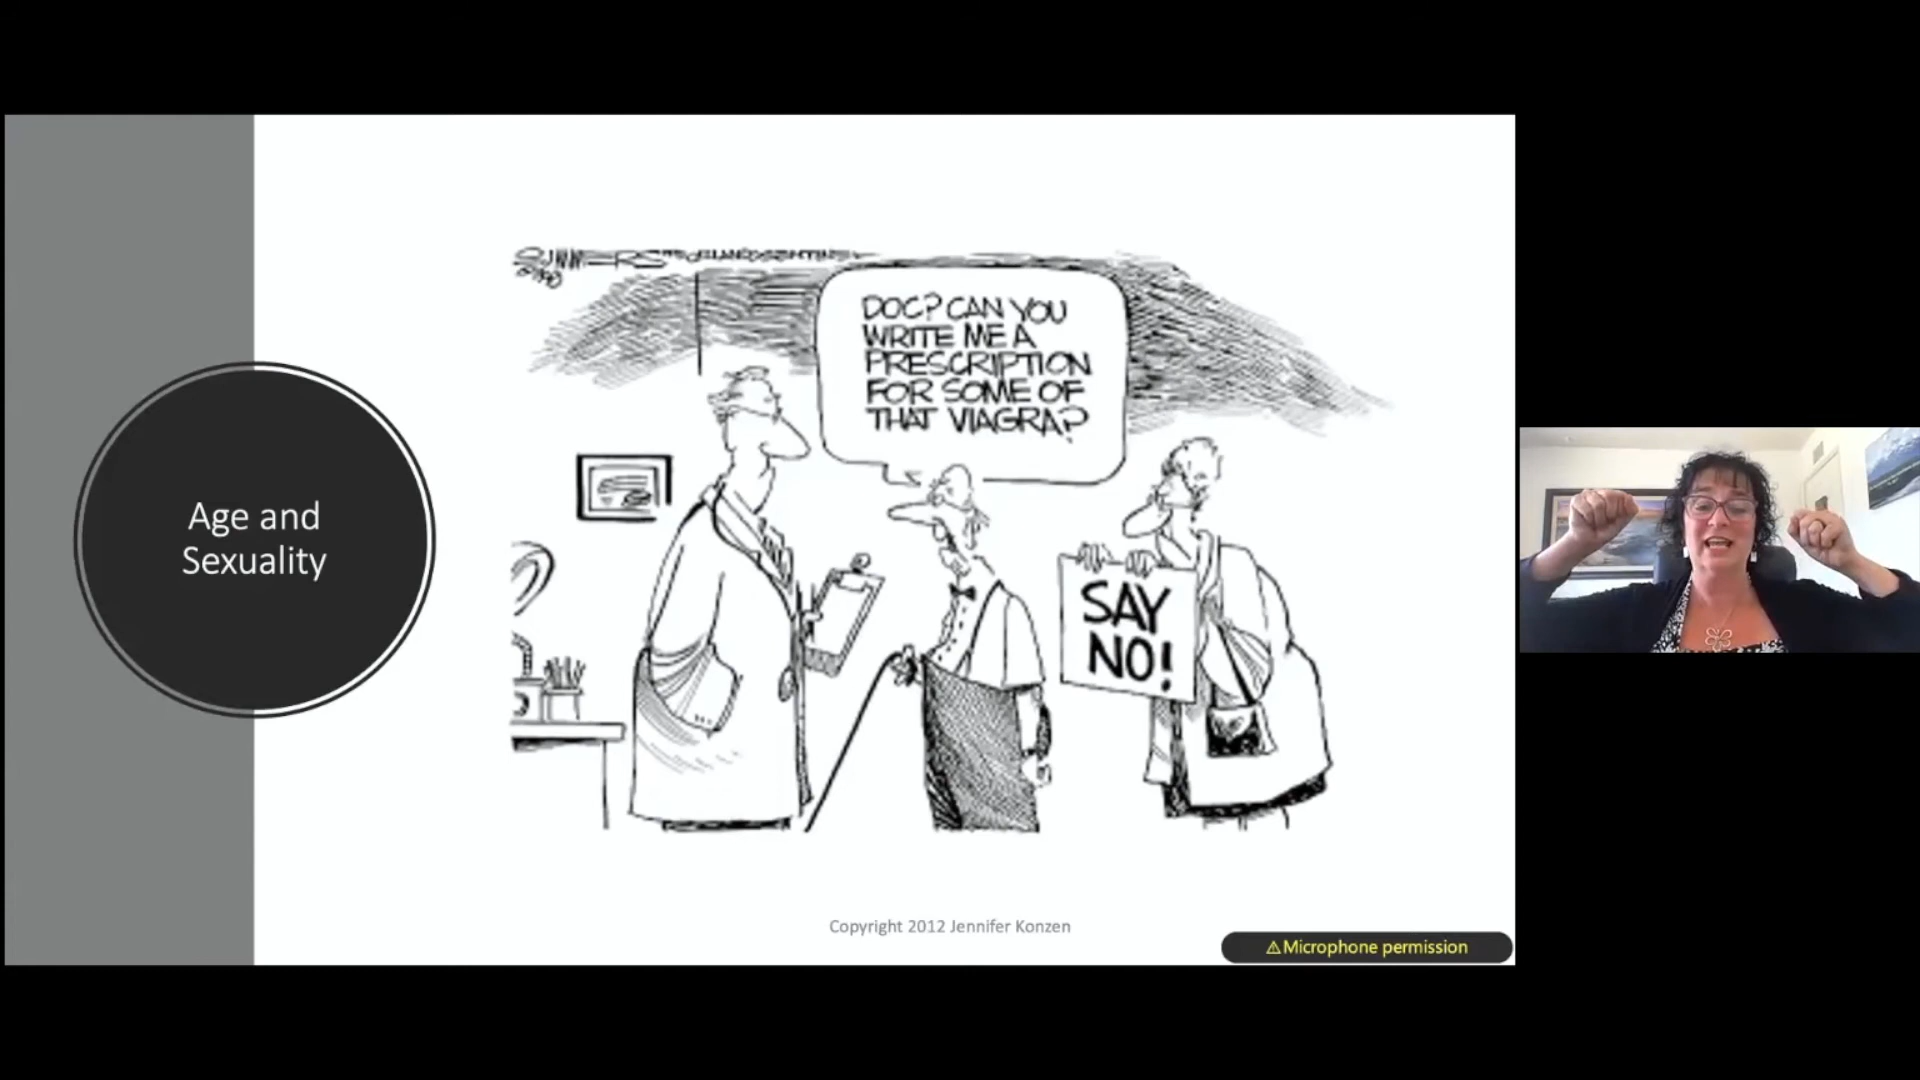 Age and
Sexuality
DOC? CAN YOU
WRITE ME A
PRESCRIPTION
FOR SOME OF
THAT VIAGRA?
SAY
NO!
Copyright 2012 Jennifer Konzen
⚠Microphone permission